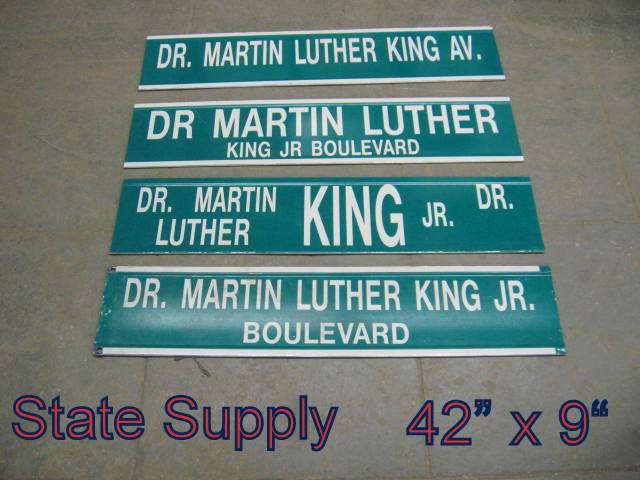 DR. MARTIN LUTHER KING AV.
DR MARTIN LUTHER
KING JR BOULEVARD
DR. MARTIN LUTHER KING JR. DR.
DR. MARTIN LUTHER KING JR.
BOULEVARD
State Supply 42” x 9“